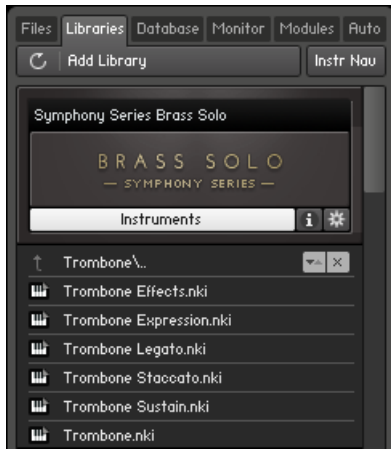 Files Libraries Database Monitor Modules Auto
Add Library Instr Nav
Symphony Series Brass Solo
BRASS SOLO
— SYMPHONY SERIES —
Instruments i
Trombone\..
Trombone Effects.nki
Trombone Expression.nki
Trombone Legato.nki
Trombone Staccato.nki
Trombone Sustain.nki
Trombone.nki